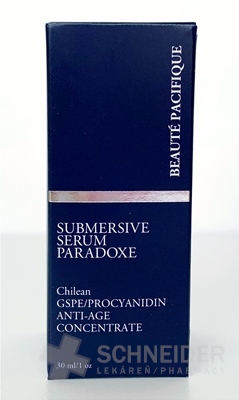 BEAUTÉ PACIFIQUE
SUBMERSIVE
SERUM
PARADOXE
Chilean
GSPE/PROCYANIDIN
ANTI-AGE
CONCENTRATE
30 ml/1 oz
SCHNEIDER
LEKÁREŇ/PHARMACY